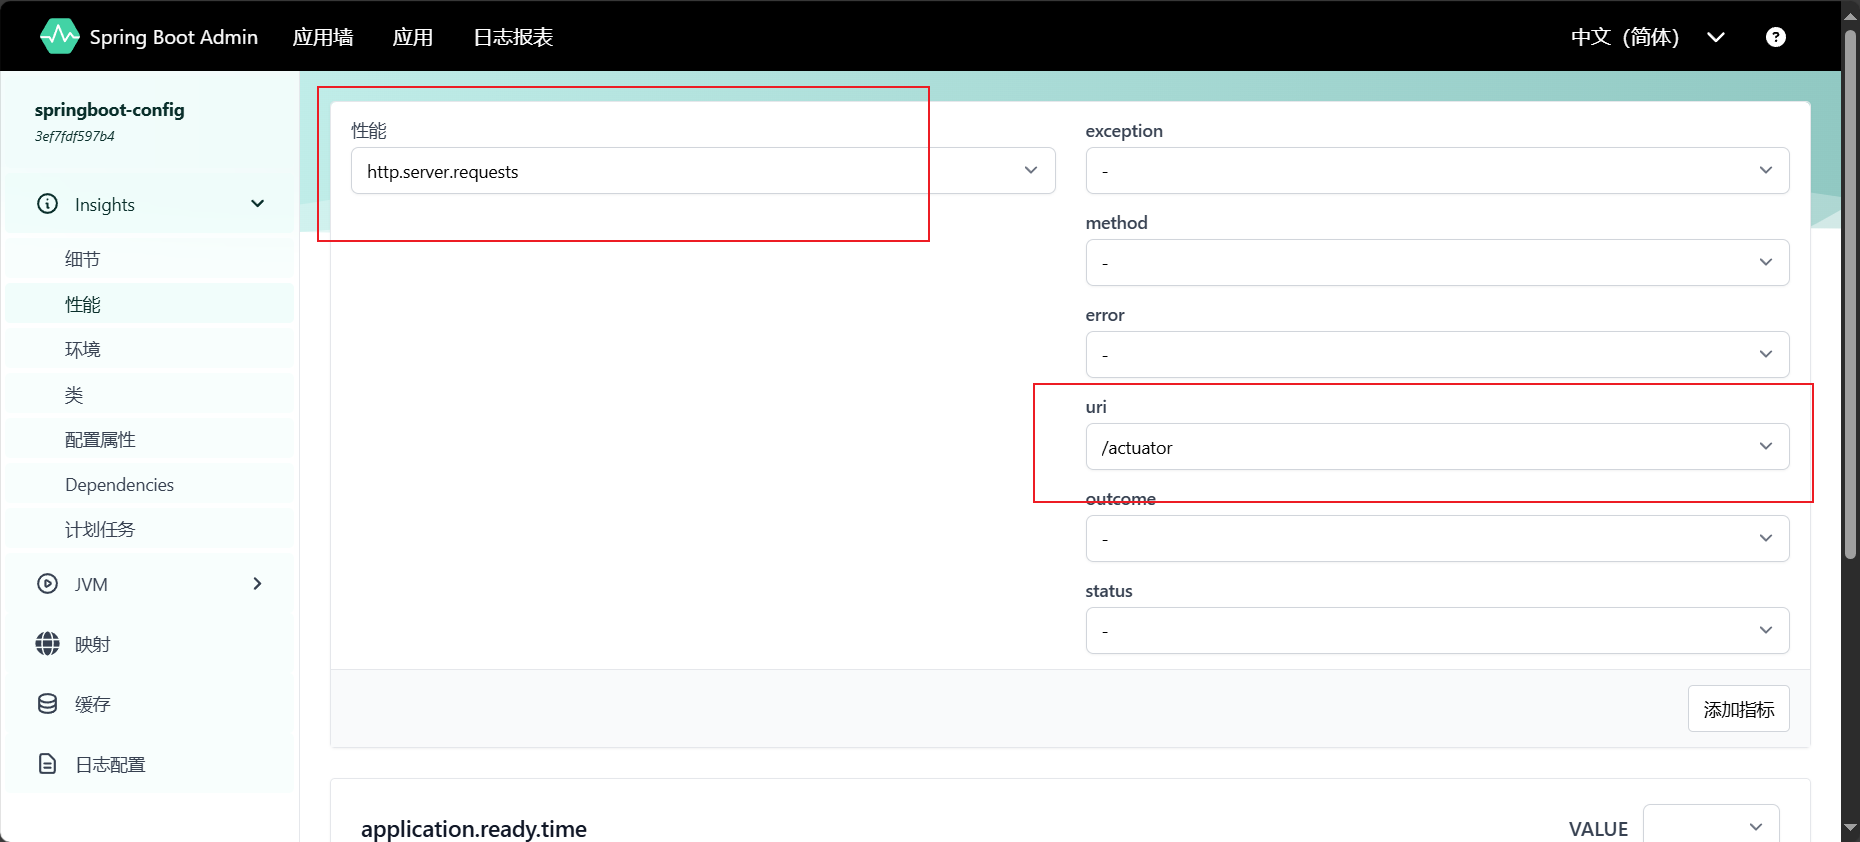 Spring Boot Admin 应用墙 应用 日志报表 中文 (简体) ?
springboot-config
3ef7fdf597b4
Insights
细节
性能
环境
类
配置属性
Dependencies
计划任务
JVM
映射
缓存
日志配置
性能
http.server.requests
exception
-
method
-
error
-
uri
/actuator
outcome
-
status
-
添加指标
application.ready.time
VALUE